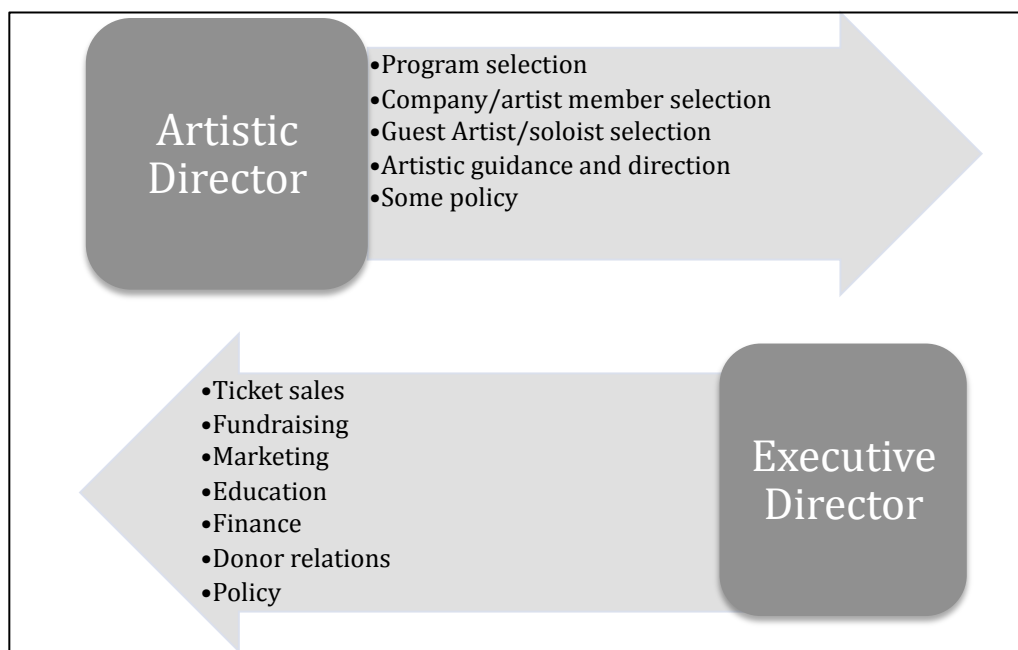 Artistic
Director
•Program selection
•Company/artist member selection
•Guest Artist/soloist selection
•Artistic guidance and direction
•Some policy
•Ticket sales
•Fundraising
•Marketing
•Education
•Finance
•Donor relations
•Policy
Executive
Director